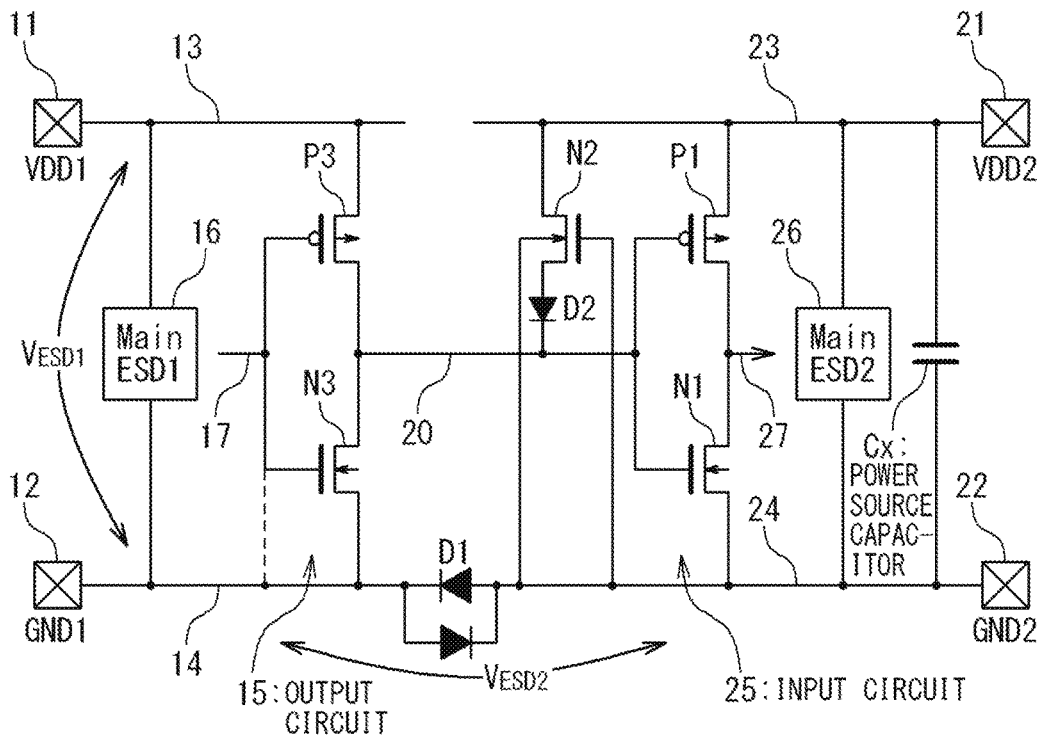 11
13
23
21
VDD1
P3
N2
P1
VDD2
16
26
Main
ESD1
D2
Main
ESD2
VESD1
17
N3
20
N1
27
Cx:
POWER
SOURCE
CAPAC-
ITOR
12
24
22
D1
GND1
GND2
14
VESD2
15:OUTPUT
CIRCUIT
25:INPUT CIRCUIT